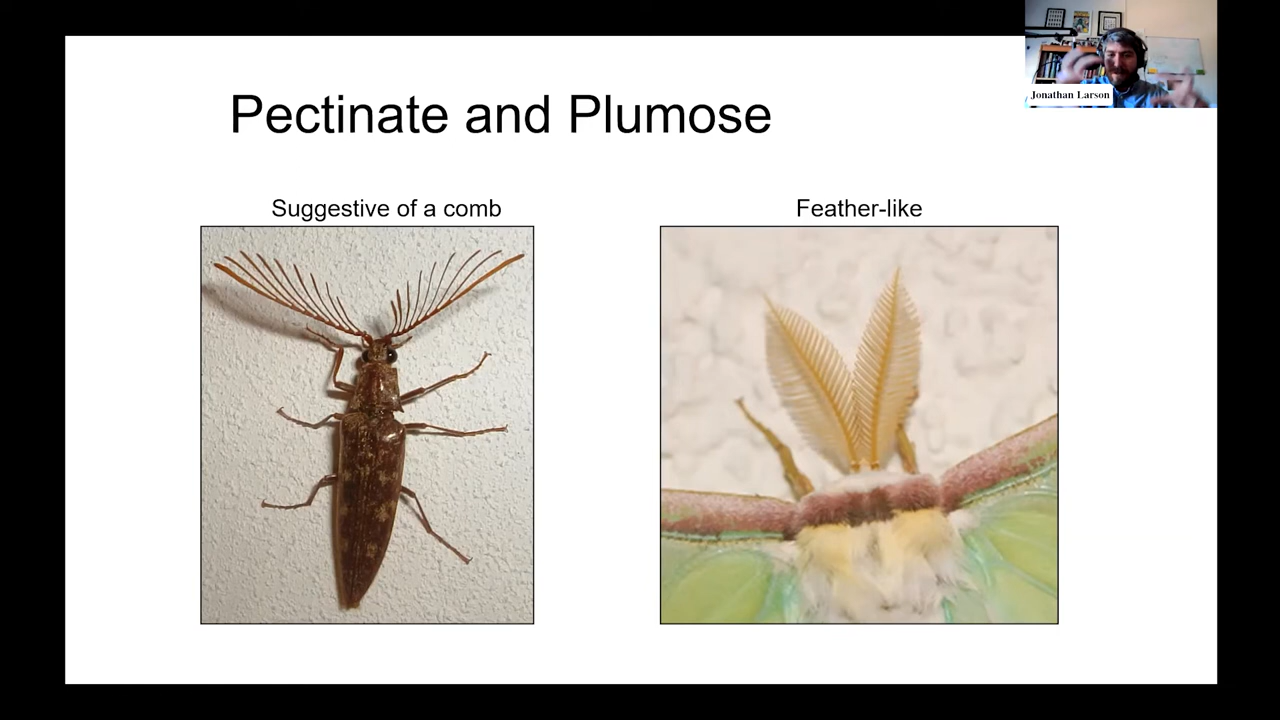 Jonathan Larson
Pectinate and Plumose
Suggestive of a comb
Feather-like